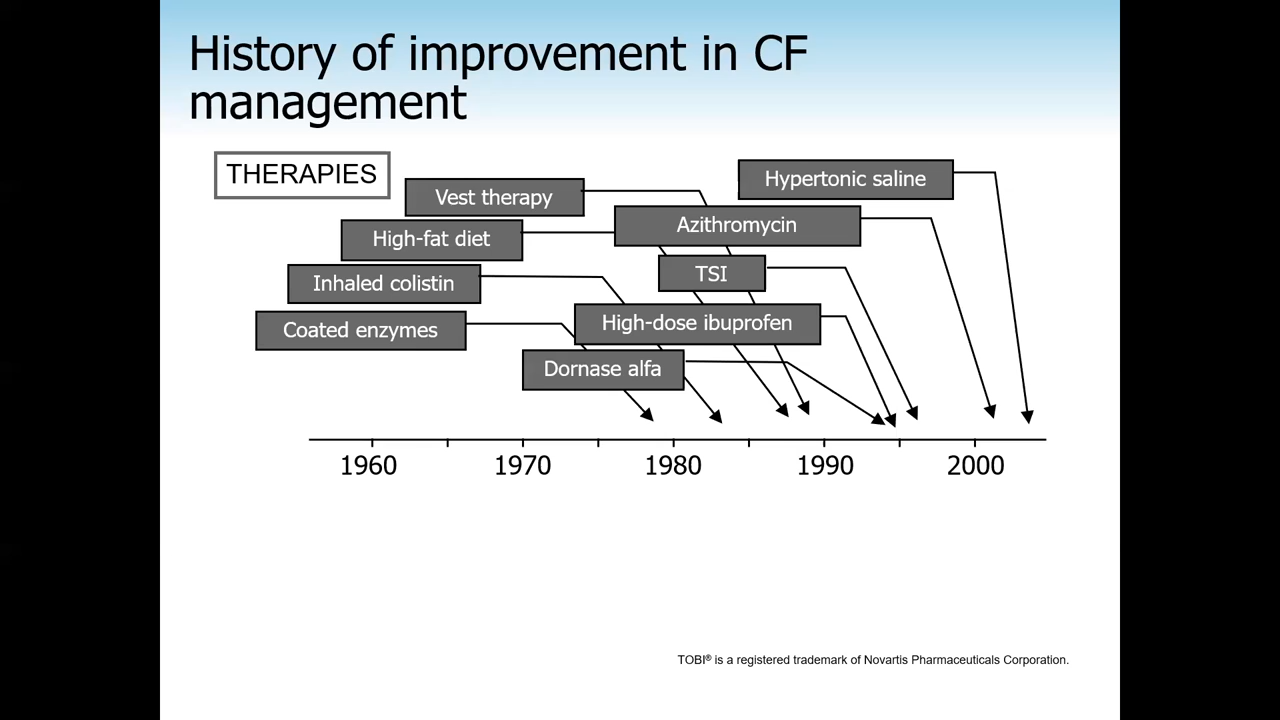 History of improvement in CF
management
THERAPIES
Hypertonic saline
Vest therapy
Azithromycin
High-fat diet
TSI
Inhaled colistin
High-dose ibuprofen
Coated enzymes
Dornase alfa
1960 1970 1980 1990 2000
TOBI® is a registered trademark of Novartis Pharmaceuticals Corporation.